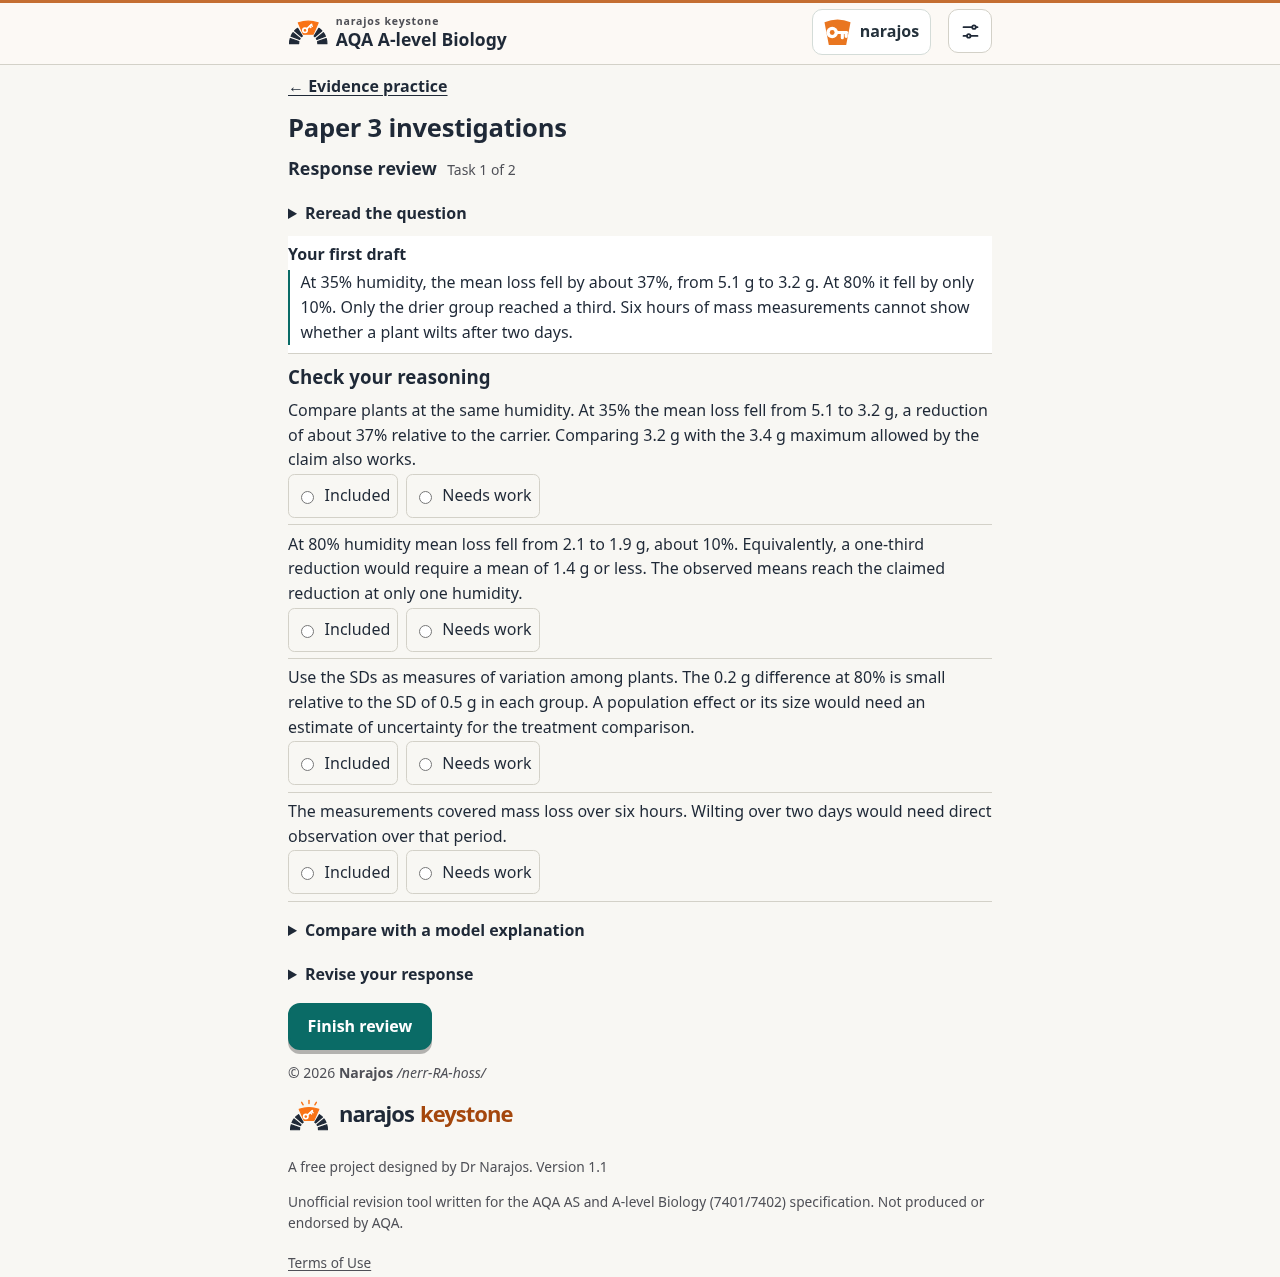 narajos keystone
AQA A-level Biology
narajos
← Evidence practice
Paper 3 investigations
Response review Task 1 of 2
▶ Reread the question
Your first draft
At 35% humidity, the mean loss fell by about 37%, from 5.1 g to 3.2 g. At 80% it fell by only
10%. Only the drier group reached a third. Six hours of mass measurements cannot show
whether a plant wilts after two days.
Check your reasoning
Compare plants at the same humidity. At 35% the mean loss fell from 5.1 to 3.2 g, a reduction
of about 37% relative to the carrier. Comparing 3.2 g with the 3.4 g maximum allowed by the
claim also works.
Included Needs work
At 80% humidity mean loss fell from 2.1 to 1.9 g, about 10%. Equivalently, a one-third
reduction would require a mean of 1.4 g or less. The observed means reach the claimed
reduction at only one humidity.
Included Needs work
Use the SDs as measures of variation among plants. The 0.2 g difference at 80% is small
relative to the SD of 0.5 g in each group. A population effect or its size would need an
estimate of uncertainty for the treatment comparison.
Included Needs work
The measurements covered mass loss over six hours. Wilting over two days would need direct
observation over that period.
Included Needs work
▶ Compare with a model explanation
▶ Revise your response
Finish review
© 2026 Narajos /nerr-RA-hoss/
narajos keystone
A free project designed by Dr Narajos. Version 1.1
Unofficial revision tool written for the AQA AS and A-level Biology (7401/7402) specification. Not produced or
endorsed by AQA.
Terms of Use